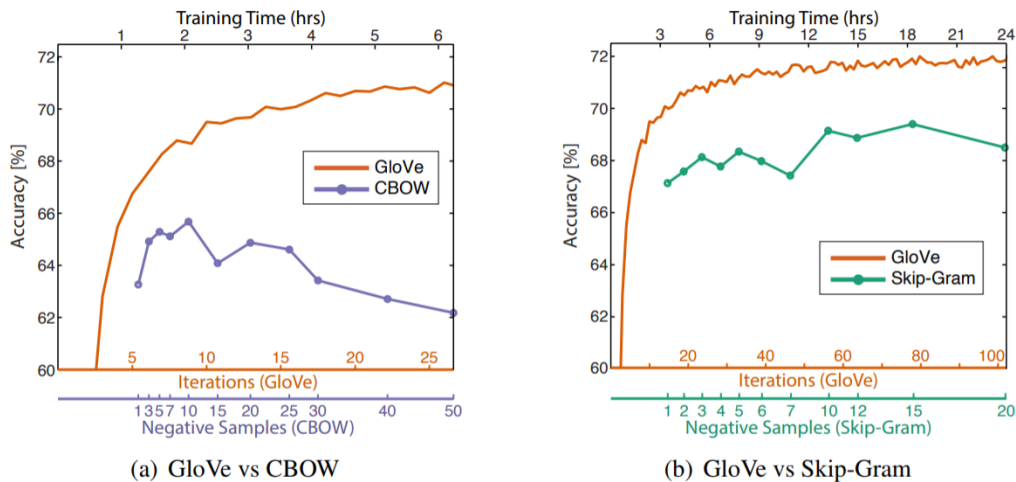 Training Time (hrs)
1 2 3 4 5 6
72
70
68
66
64
62
60
Accuracy [%]
GloVe
CBOW
5 10 15 20 25
Iterations (GloVe)
1 3 5 7 10 15 20 25 30 40 50
Negative Samples (CBOW)
(a) GloVe vs CBOW
Training Time (hrs)
3 6 9 12 15 18 21 24
72
70
68
66
64
62
60
Accuracy [%]
GloVe
Skip-Gram
20 40 60 80 100
Iterations (GloVe)
1 2 3 4 5 6 7 10 12 15 20
Negative Samples (Skip-Gram)
(b) GloVe vs Skip-Gram